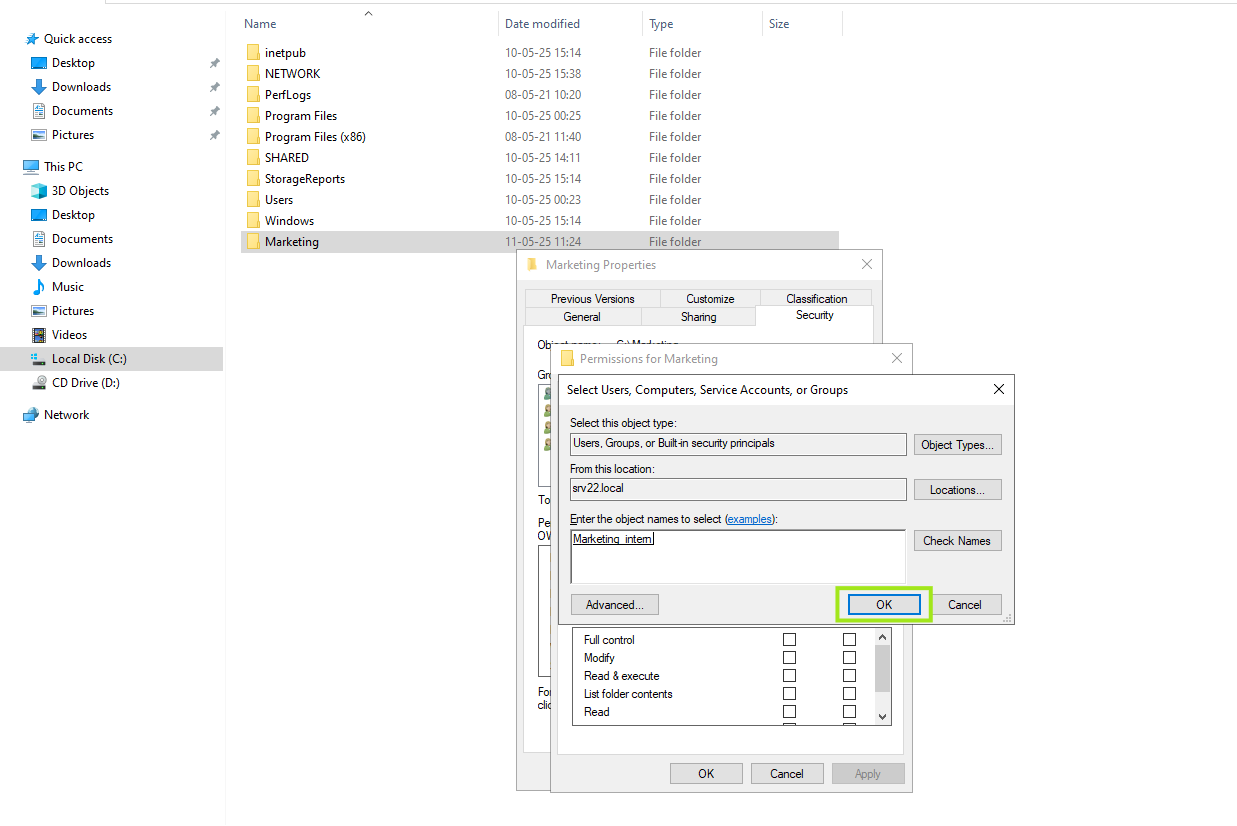 Name Date modified Type Size
Quick access
Desktop
Downloads
Documents
Pictures
This PC
3D Objects
Desktop
Documents
Downloads
Music
Pictures
Videos
Local Disk (C:)
CD Drive (D:)
Network
inetpub 10-05-25 15:14 File folder
NETWORK 10-05-25 15:38 File folder
PerfLogs 08-05-21 10:20 File folder
Program Files 10-05-25 00:25 File folder
Program Files (x86) 08-05-21 11:40 File folder
SHARED 10-05-25 14:11 File folder
StorageReports 10-05-25 15:14 File folder
Users 10-05-25 00:23 File folder
Windows 10-05-25 15:14 File folder
Marketing 11-05-25 11:24 File folder
Marketing Properties
Previous Versions Customize Classification
General Sharing Security
Permissions for Marketing
Select Users, Computers, Service Accounts, or Groups
Select this object type:
Users, Groups, or Built-in security principals
Object Types...
From this location:
srv22.local
Locations...
Enter the object names to select (examples):
Marketing_intern
Check Names
Advanced...
OK Cancel
Full control
Modify
Read & execute
List folder contents
Read
OK Cancel Apply